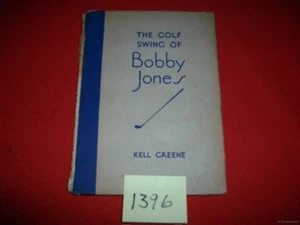 THE GOLF
SWING OF
Bobby
Jones
KELL GREENE
1396